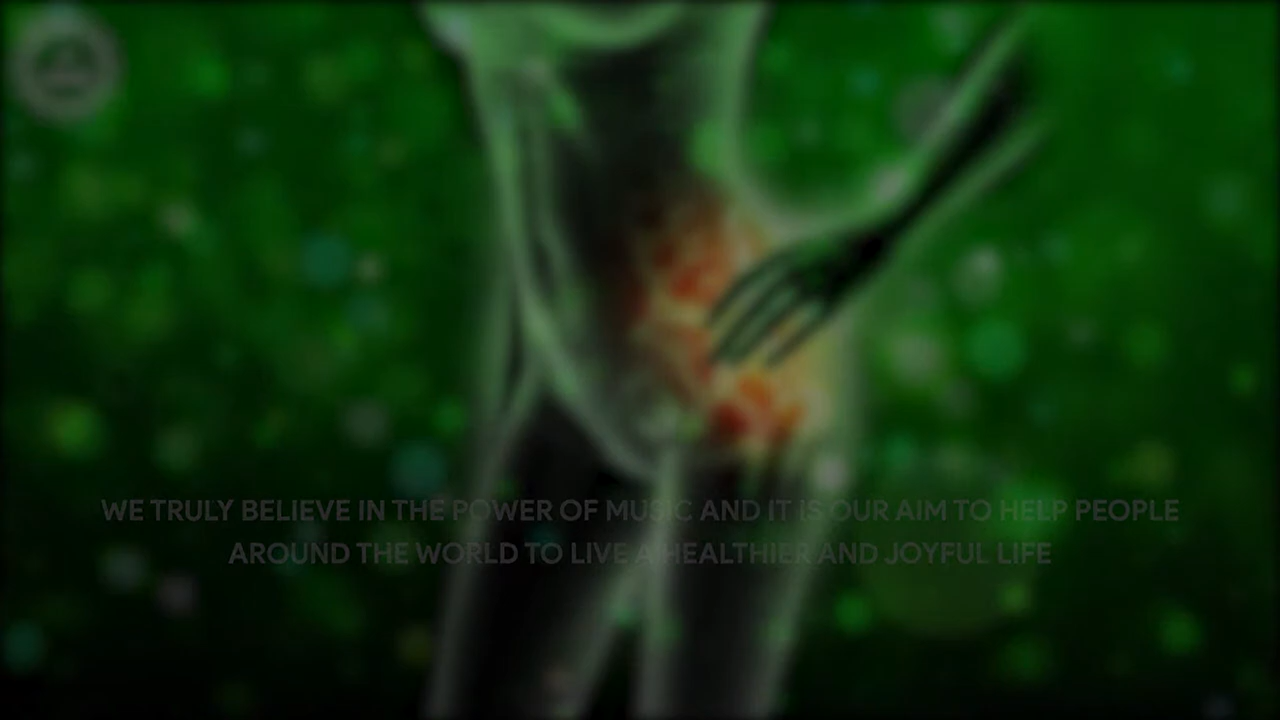 WE TRULY BELIEVE IN THE POWER OF MUSIC AND IT IS OUR AIM TO HELP PEOPLE
AROUND THE WORLD TO LIVE A HEALTHIER AND JOYFUL LIFE